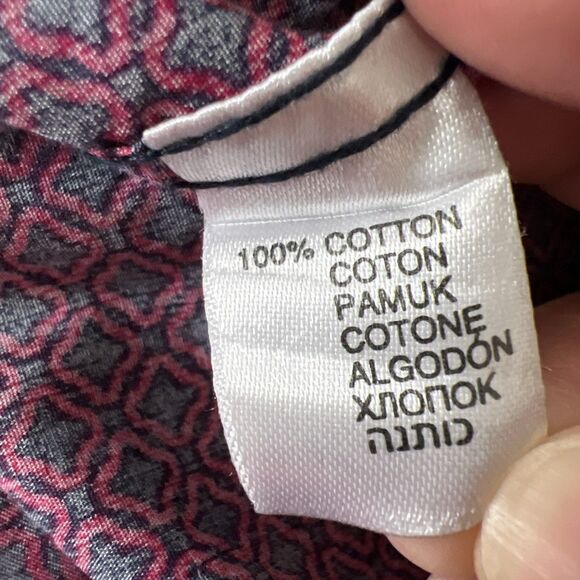 100% COTTON
COTON
PAMUK
COTONE
ALGODÓN
ХЛОПОК
כותנה